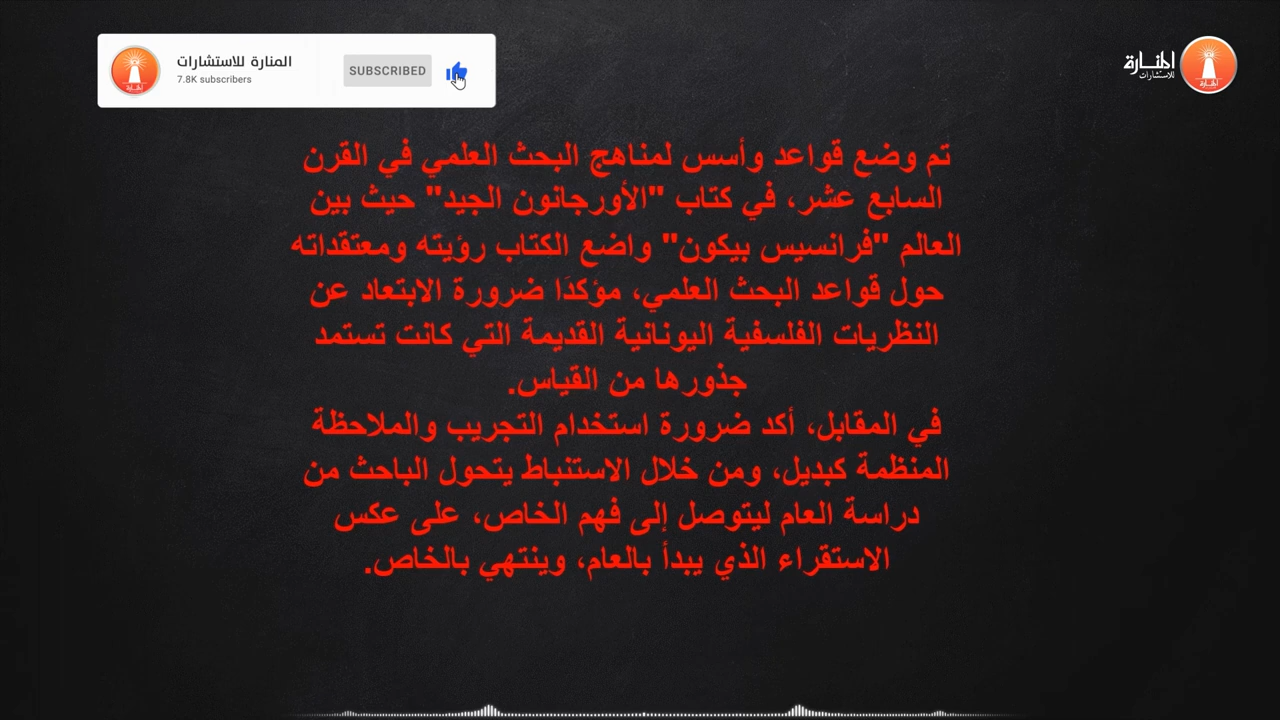 المنارة للاستشارات
7.8K subscribers
SUBSCRIBED
المنارة
للاستشارات
تم وضع قواعد وأسس لمناهج البحث العلمي في القرن
السابع عشر، في كتاب "الأورجانون الجيد" حيث بين
العالم "فرانسيس بيكون" واضع الكتاب رؤيته ومعتقداته
حول قواعد البحث العلمي، مؤكدَا ضرورة الابتعاد عن
النظريات الفلسفية اليونانية القديمة التي كانت تستمد
جذورها من القياس.
في المقابل، أكد ضرورة استخدام التجريب والملاحظة
المنظمة كبديل، ومن خلال الاستنباط يتحول الباحث من
دراسة العام ليتوصل إلى فهم الخاص، على عكس
الاستقراء الذي يبدأ بالعام، وينتهي بالخاص.